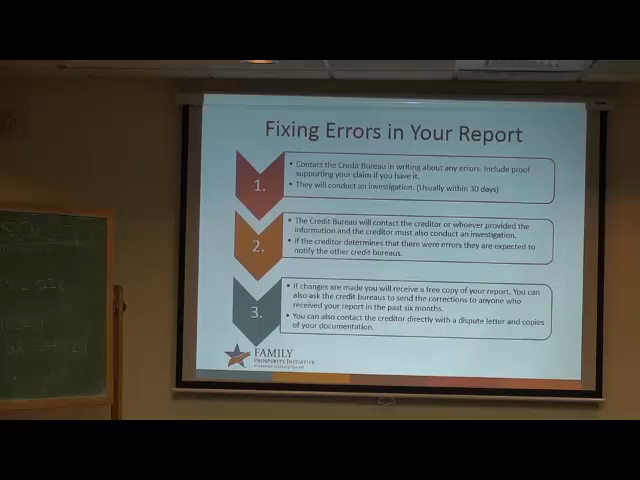 Fixing Errors in Your Report
1.
• Contact the Credit Bureau in writing about any errors. Include proof
supporting your claim if you have it.
• They will conduct an investigation. (Usually within 30 days)
2.
• The Credit Bureau will contact the creditor or whoever provided the
information and the creditor must also conduct an investigation.
• If the creditor determines that there were errors they are expected to
notify the other credit bureaus.
3.
• If changes are made you will receive a free copy of your report. You can
also ask the credit bureaus to send the corrections to anyone who
received your report in the past six months.
• You can also contact the creditor directly with a dispute letter and copies
of your documentation.
FAMILY
PROSPERITY INITIATIVE